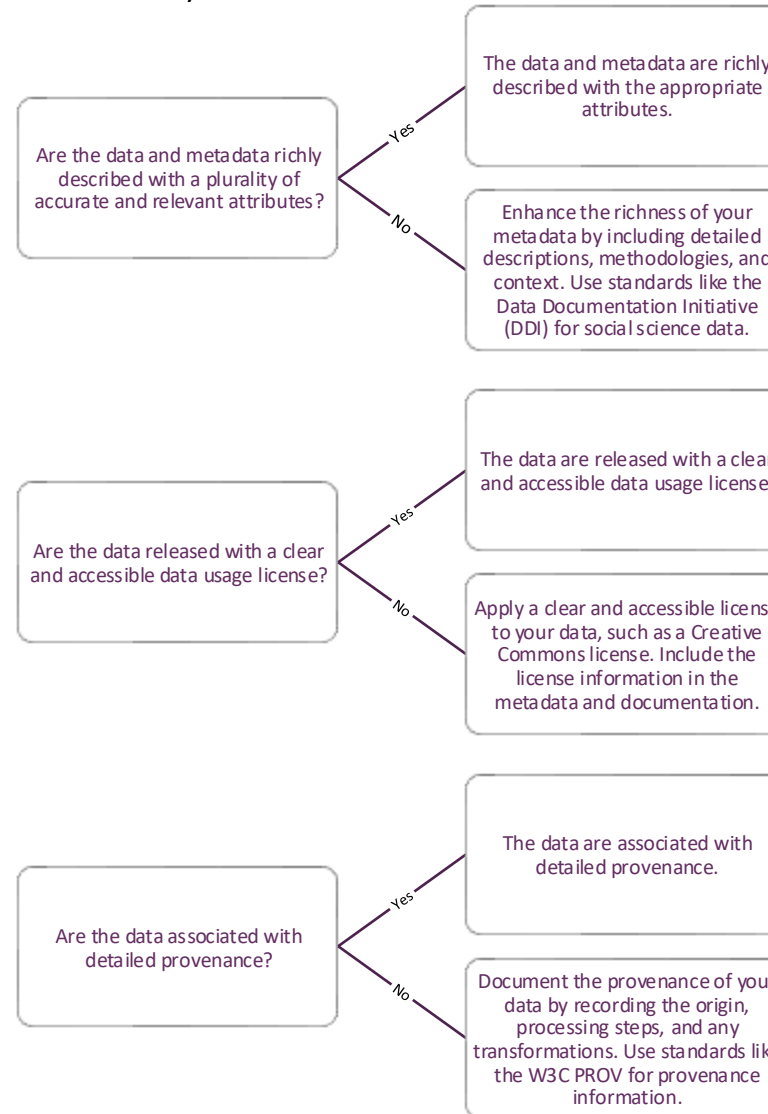 Are the data and metadata richly
described with a plurality of
accurate and relevant attributes?
Yes
The data and metadata are richly
described with the appropriate
attributes.
No
Enhance the richness of your
metadata by including detailed
descriptions, methodologies, and
context. Use standards like the
Data Documentation Initiative
(DDI) for social science data.
Are the data released with a clear
and accessible data usage license?
Yes
The data are released with a clear
and accessible data usage license
No
Apply a clear and accessible licens
to your data, such as a Creative
Commons license. Include the
license information in the
metadata and documentation.
Are the data associated with
detailed provenance?
Yes
The data are associated with
detailed provenance.
No
Document the provenance of you
data by recording the origin,
processing steps, and any
transformations. Use standards lik
the W3C PROV for provenance
information.